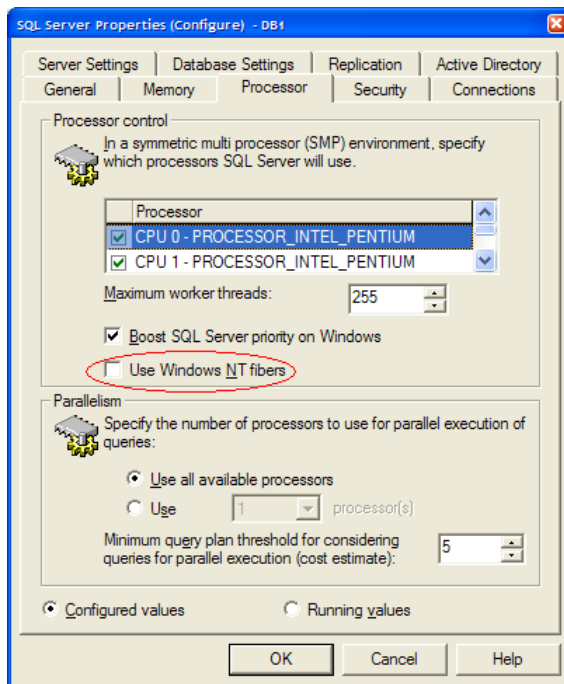 SQL Server Properties (Configure) - DB1
Server Settings Database Settings Replication Active Directory
General Memory Processor Security Connections
Processor control
In a symmetric multi processor (SMP) environment, specify
which processors SQL Server will use.
Processor
CPU 0 - PROCESSOR_INTEL_PENTIUM
CPU 1 - PROCESSOR_INTEL_PENTIUM
Maximum worker threads: 255
Boost SQL Server priority on Windows
Use Windows NT fibers
Parallelism
Specify the number of processors to use for parallel execution of
queries:
Use all available processors
Use 1 processor(s)
Minimum query plan threshold for considering
queries for parallel execution (cost estimate): 5
Configured values Running values
OK Cancel Help